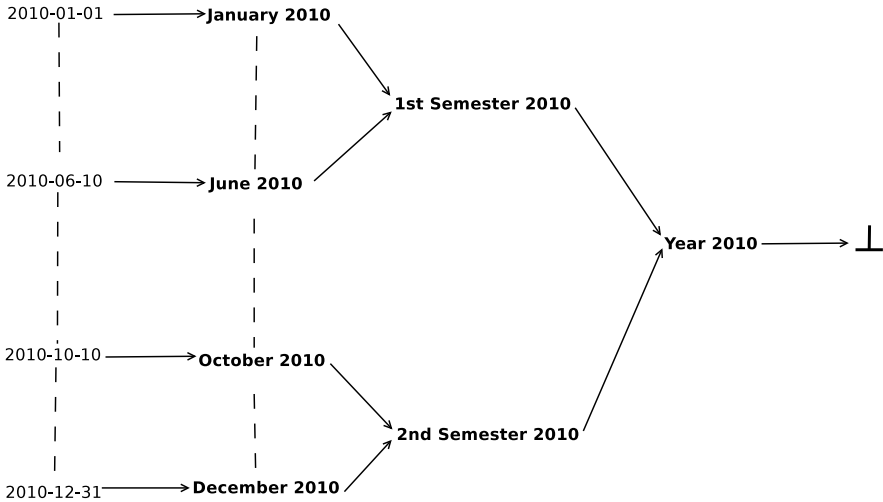 2010-01-01
January 2010
1st Semester 2010
2010-06-10
June 2010
Year 2010
⊥
2010-10-10
October 2010
2nd Semester 2010
2010-12-31
December 2010